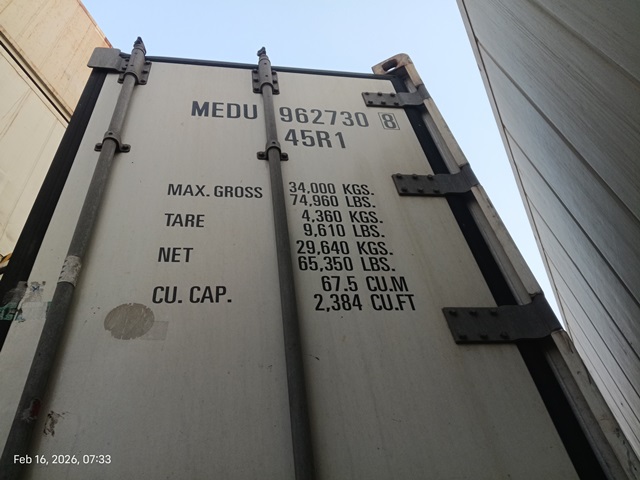 MEDU 962730 8
45R1
MAX. GROSS 34,000 KGS.
74,960 LBS.
TARE 4,360 KGS.
9,610 LBS.
NET 29,640 KGS.
65,350 LBS.
CU. CAP. 67.5 CU.M
2,384 CU.FT
Feb 16, 2026, 07:33